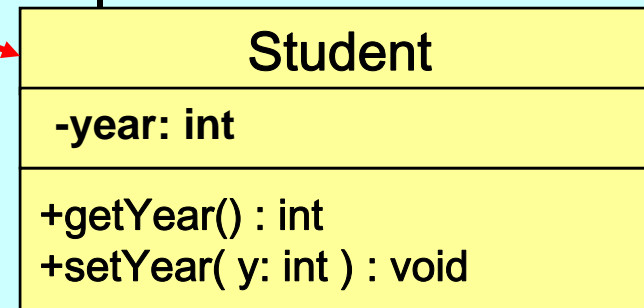 Student
-year: int
+getYear() : int
+setYear( y: int ) : void